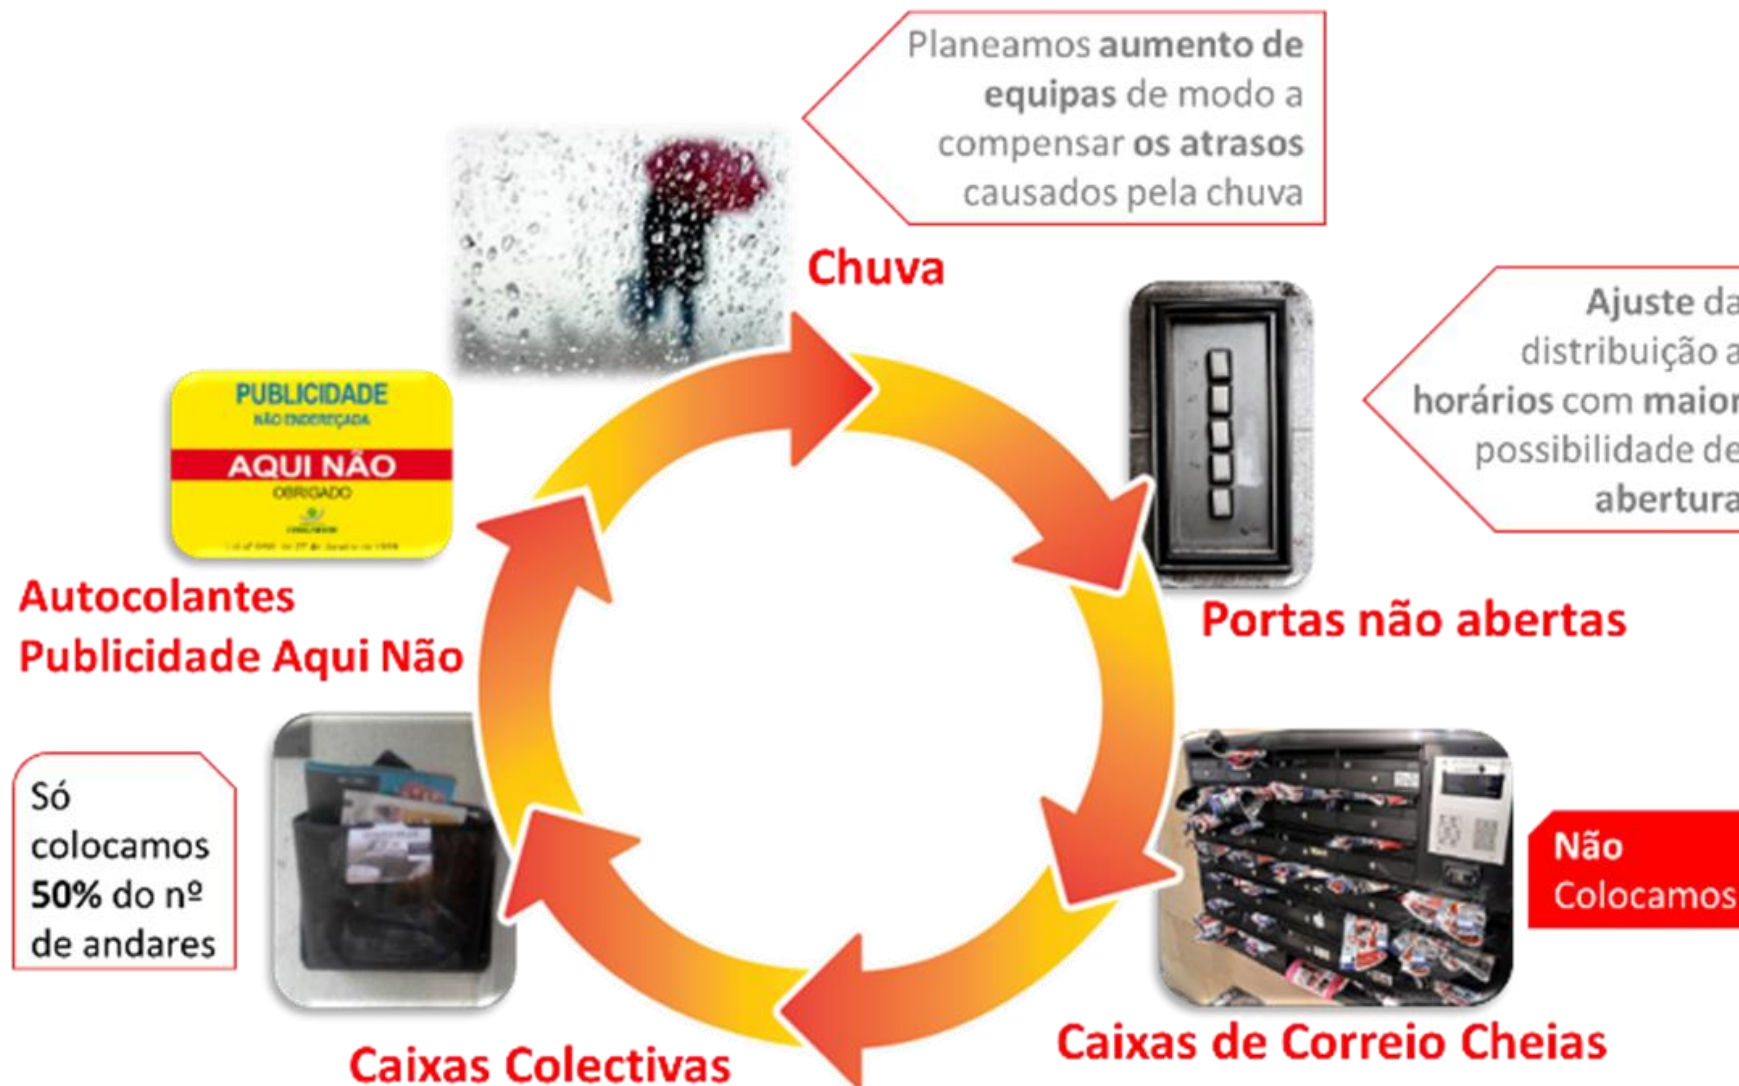 Planeamos aumento de
equipas de modo a
compensar os atrasos
causados pela chuva
Chuva
Ajuste da
distribuição a
horários com maior
possibilidade de
abertura
Portas não abertas
PUBLICIDADE
NÃO ENDEREÇADA
AQUI NÃO
OBRIGADO
Autocolantes
Publicidade Aqui Não
Só
colocamos
50% do nº
de andares
Não
Colocamos
Caixas de Correio Cheias
Caixas Colectivas